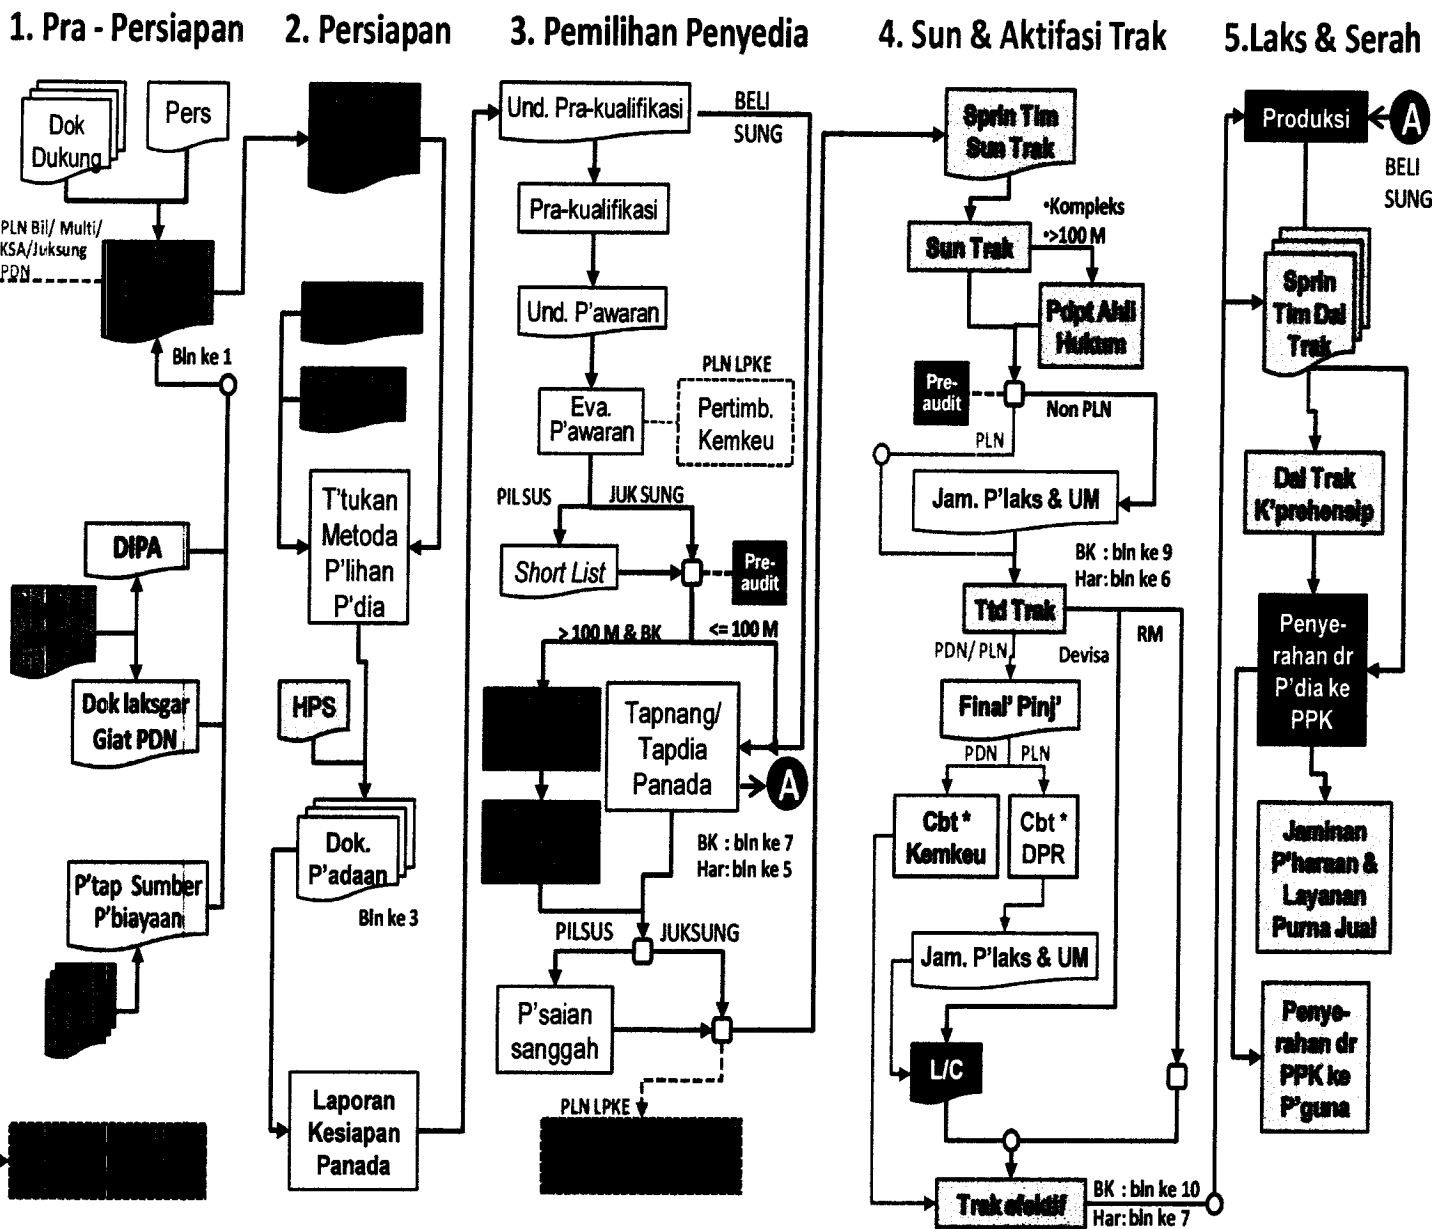 1. Pra - Persiapan
Dok
Dukung
Pers
PLN Bil/ Multi/
KSA/Juksung
PDN
Bln ke 1
DIPA
Dok laksgar
Giat PDN
P'tap Sumber
P'biayaan
2. Persiapan
T'tukan
Metoda
P'lihan
P'dia
HPS
Dok.
P'adaan
Bln ke 3
Laporan
Kesiapan
Panada
3. Pemilihan Penyedia
Und. Pra-kualifikasi
BELI
SUNG
Pra-kualifikasi
Und. P'awaran
Eva.
P'awaran
PLN LPKE
Pertimb.
Kemkeu
PILSUS
JUKSUNG
Short List
Pre-
audit
> 100 M & BK
<= 100 M
Tapnang/
Tapdia
Panada
A
BK : bln ke 7
Har: bln ke 5
PILSUS
JUKSUNG
P'saian
sanggah
PLN LPKE
4. Sun & Aktifasi Trak
Sprin Tim
Sun Trak
Sun Trak
•Kompleks
•>100 M
Pdpt Ahli
Hukum
Pre-
audit
Non PLN
PLN
Jam. P'laks & UM
BK : bln ke 9
Har: bln ke 6
Ttd Trak
PDN/ PLN
Devisa
RM
Final' Pinj'
PDN
PLN
Cbt *
Kemkeu
Cbt *
DPR
Jam. P'laks & UM
L/C
Trak efektif
BK : bln ke 10
Har: bln ke 7
5.Laks & Serah
Produksi
A
BELI
SUNG
Sprin
Tim Dal
Trak
Dal Trak
K'prehensip
Penye-
rahan dr
P'dia ke
PPK
Jaminan
P'haraan &
Layanan
Purna Jual
Penye-
rahan dr
PPK ke
P'guna